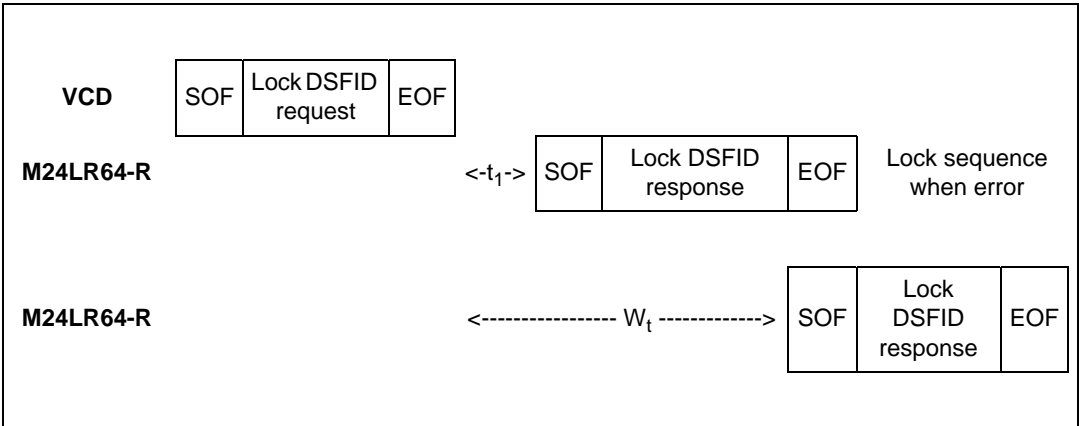 VCD SOF Lock DSFID request EOF
M24LR64-R <-t1-> SOF Lock DSFID response EOF Lock sequence when error
M24LR64-R <------------------ Wt -------------> SOF Lock DSFID response EOF